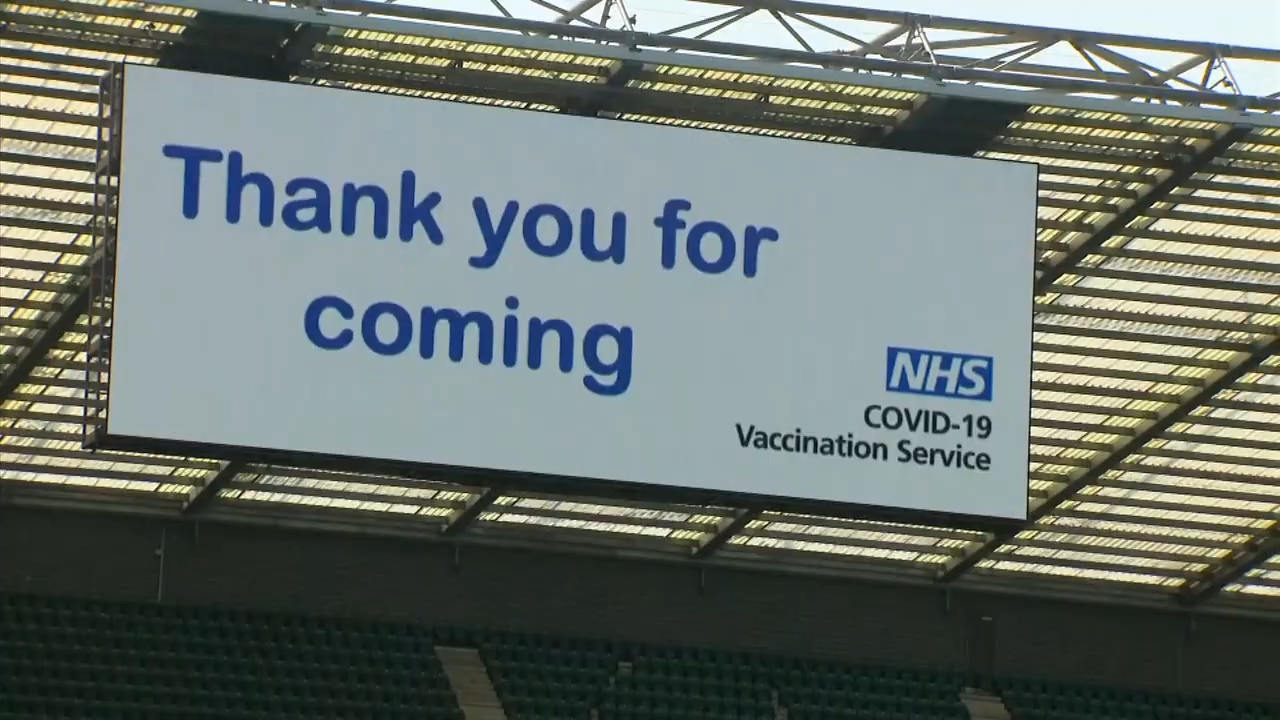 Thank you for
coming
NHS
COVID-19
Vaccination Service